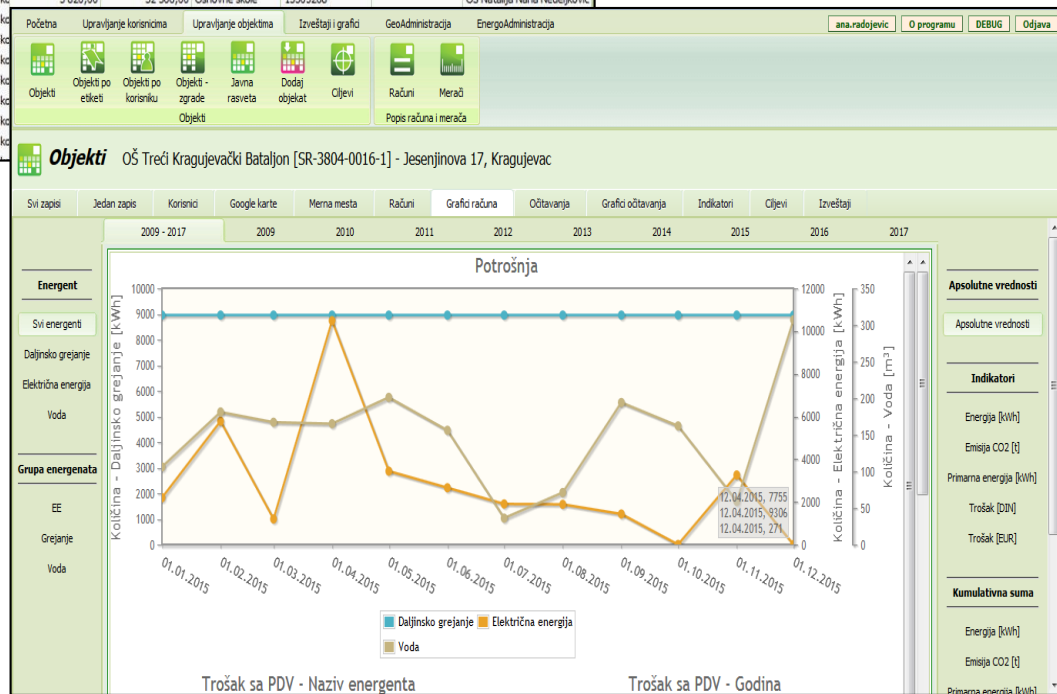 Početna Upravljanje korisnicima Upravljanje objektima Izveštaji i grafici GeoAdministracija EnergoAdministracija ana.radojevic O programu DEBUG Odjava
Objekti
Objekti po
etiketi
Objekti po
korisniku
Objekti -
zgrade
Javna
rasveta
Dodaj
objekat
Ciljevi
Računi
Merači
Objekti
Popis računa i merača
Objekti OŠ Treći Kragujevački Bataljon [SR-3804-0016-1] - Jesenjinova 17, Kragujevac
Svi zapisi Jedan zapis Korisnici Google karte Merna mesta Računi Grafici računa Očitavanja Grafici očitavanja Indikatori Ciljevi Izveštaji
2009 - 2017 2009 2010 2011 2012 2013 2014 2015 2016 2017
Energent
Svi energenti
Daljinsko grejanje
Električna energija
Voda
Grupa energenata
EE
Grejanje
Voda
Potrošnja
Količina - Daljinsko grejanje [kWh]
10000
9000
8000
7000
6000
5000
4000
3000
2000
1000
0
12000
10000
8000
6000
4000
2000
0
Količina - Električna energija [kWh]
350
300
250
200
150
100
50
0
Količina - Voda [m³]
12.04.2015, 7755
12.04.2015, 9306
12.04.2015, 271
01.01.2015 01.02.2015 01.03.2015 01.04.2015 01.05.2015 01.06.2015 01.07.2015 01.08.2015 01.09.2015 01.10.2015 01.11.2015 01.12.2015
Daljinsko grejanje Električna energija
Voda
Trošak sa PDV - Naziv energenta Trošak sa PDV - Godina
Apsolutne vrednosti
Apsolutne vrednosti
Indikatori
Energija [kWh]
Emisija CO2 [t]
Primarna energija [kWh]
Trošak [DIN]
Trošak [EUR]
Kumulativna suma
Energija [kWh]
Emisija CO2 [t]
Primarna energija [kWh]